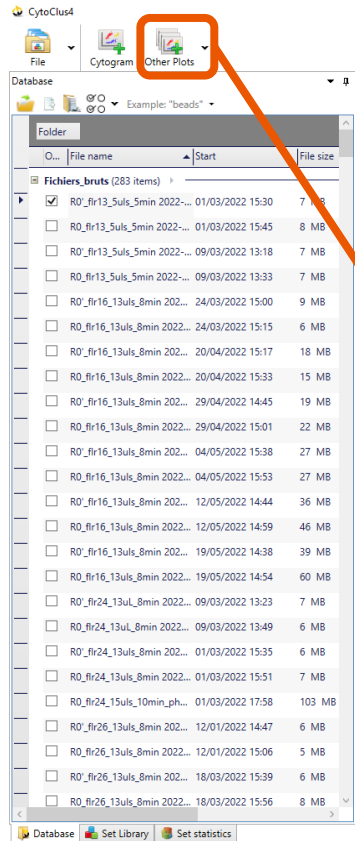 CytoClus4
File Cytogram Other Plots
Database
Example: "beads"
Folder
O... File name Start File size
Fichiers_bruts (283 items)
R0'_flr13_5uls_5min 2022-... 01/03/2022 15:30 7 MB
R0_flr13_5uls_5min 2022-... 01/03/2022 15:45 8 MB
R0'_flr13_5uls_5min 2022-... 09/03/2022 13:18 7 MB
R0_flr13_5uls_5min 2022-... 09/03/2022 13:33 7 MB
R0'_flr16_13uls_8min 202... 24/03/2022 15:00 9 MB
R0_flr16_13uls_8min 2022... 24/03/2022 15:15 6 MB
R0'_flr16_13uls_8min 202... 20/04/2022 15:17 18 MB
R0_flr16_13uls_8min 2022... 20/04/2022 15:33 15 MB
R0'_flr16_13uls_8min 202... 29/04/2022 14:45 19 MB
R0_flr16_13uls_8min 2022... 29/04/2022 15:01 22 MB
R0'_flr16_13uls_8min 202... 04/05/2022 15:38 27 MB
R0_flr16_13uls_8min 2022... 04/05/2022 15:53 27 MB
R0'_flr16_13uls_8min 202... 12/05/2022 14:44 36 MB
R0_flr16_13uls_8min 2022... 12/05/2022 14:59 46 MB
R0'_flr16_13uls_8min 202... 19/05/2022 14:38 39 MB
R0_flr16_13uls_8min 2022... 19/05/2022 14:54 60 MB
R0'_flr24_13uL_8min 2022... 09/03/2022 13:23 7 MB
R0_flr24_13uL_8min 2022... 09/03/2022 13:49 6 MB
R0'_flr24_13uls_8min 202... 01/03/2022 15:35 6 MB
R0_flr24_13uls_8min 2022... 01/03/2022 15:51 7 MB
R0_flr24_15uls_10min_ph... 01/03/2022 17:58 103 MB
R0'_flr26_13uls_8min 202... 12/01/2022 14:47 6 MB
R0_flr26_13uls_8min 2022... 12/01/2022 15:06 5 MB
R0'_flr26_13uls_8min 202... 18/03/2022 15:39 6 MB
R0_flr26_13uls_8min 2022... 18/03/2022 15:56 8 MB
Database Set Library Set statistics